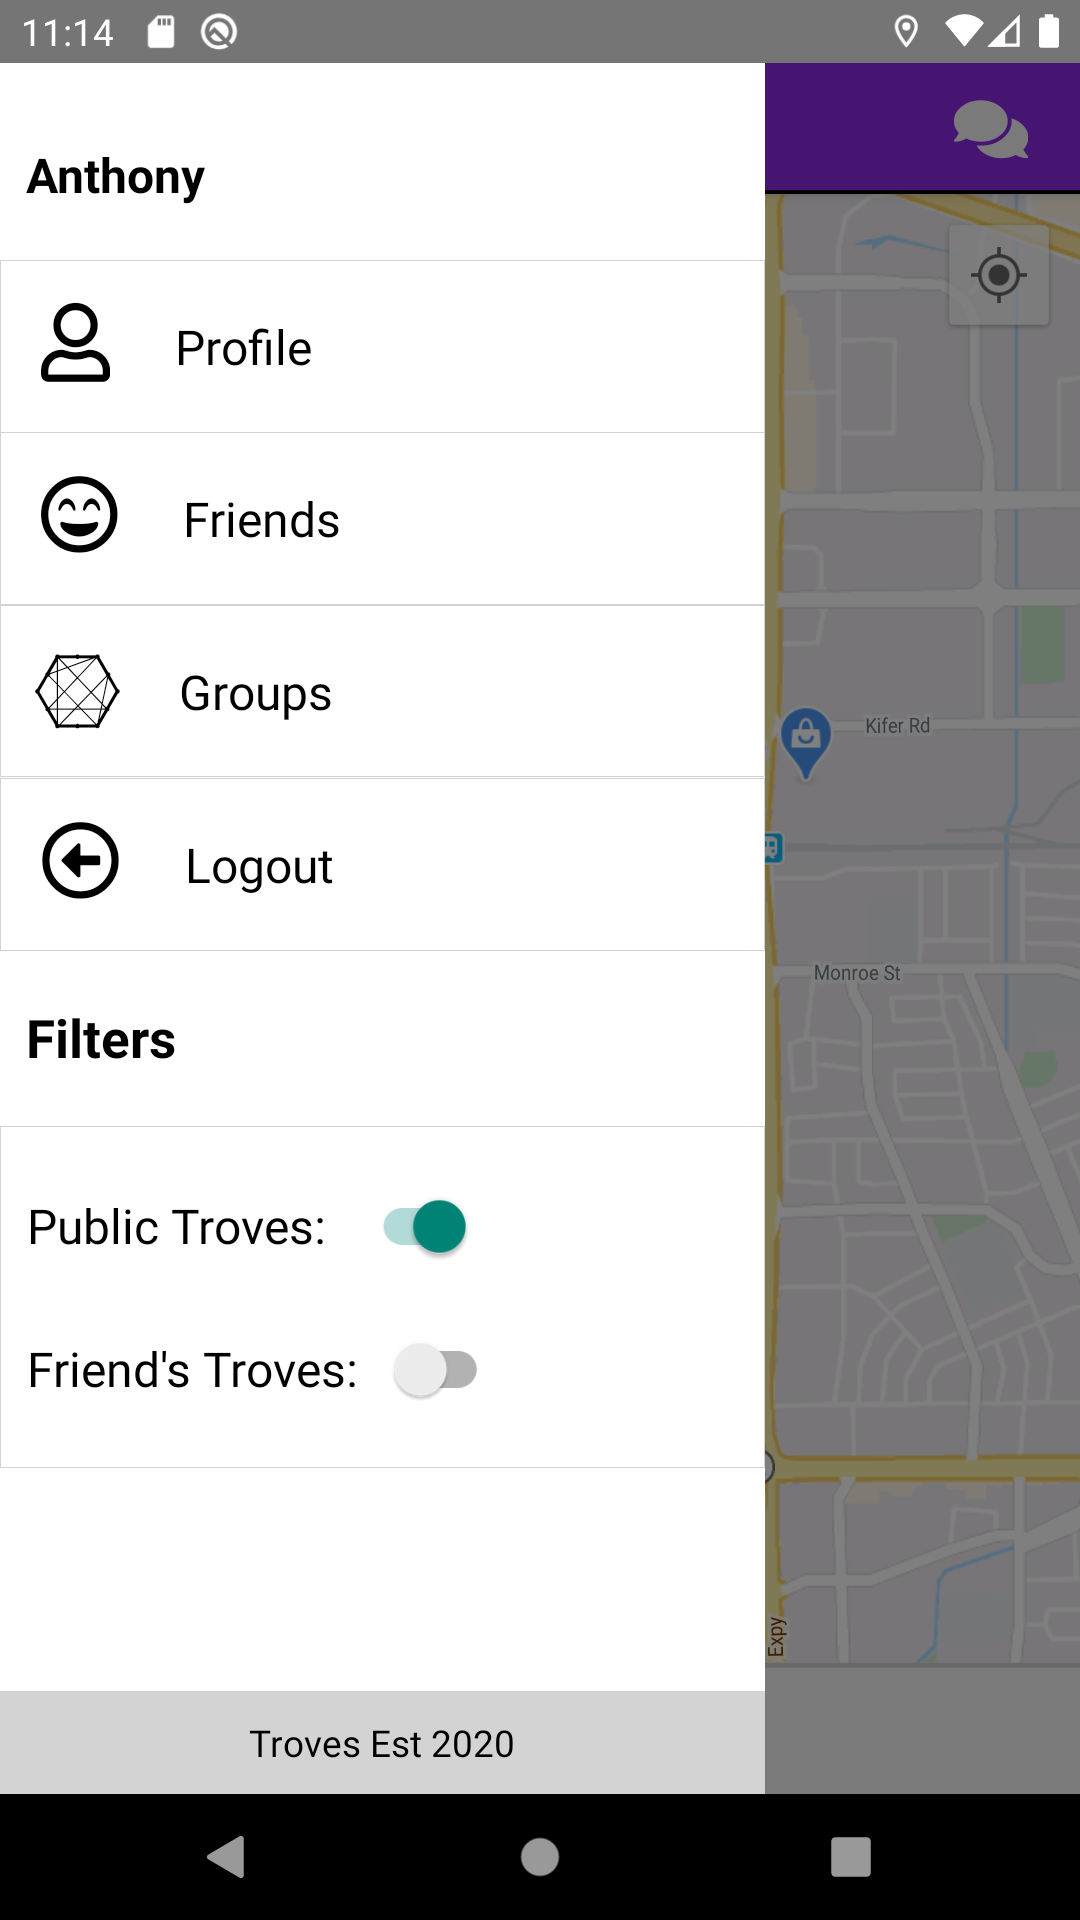 11:14
Anthony
Profile
Friends
Groups
Logout
Filters
Public Troves:
Friend's Troves:
Troves Est 2020
Kifer Rd
Monroe St
Expy